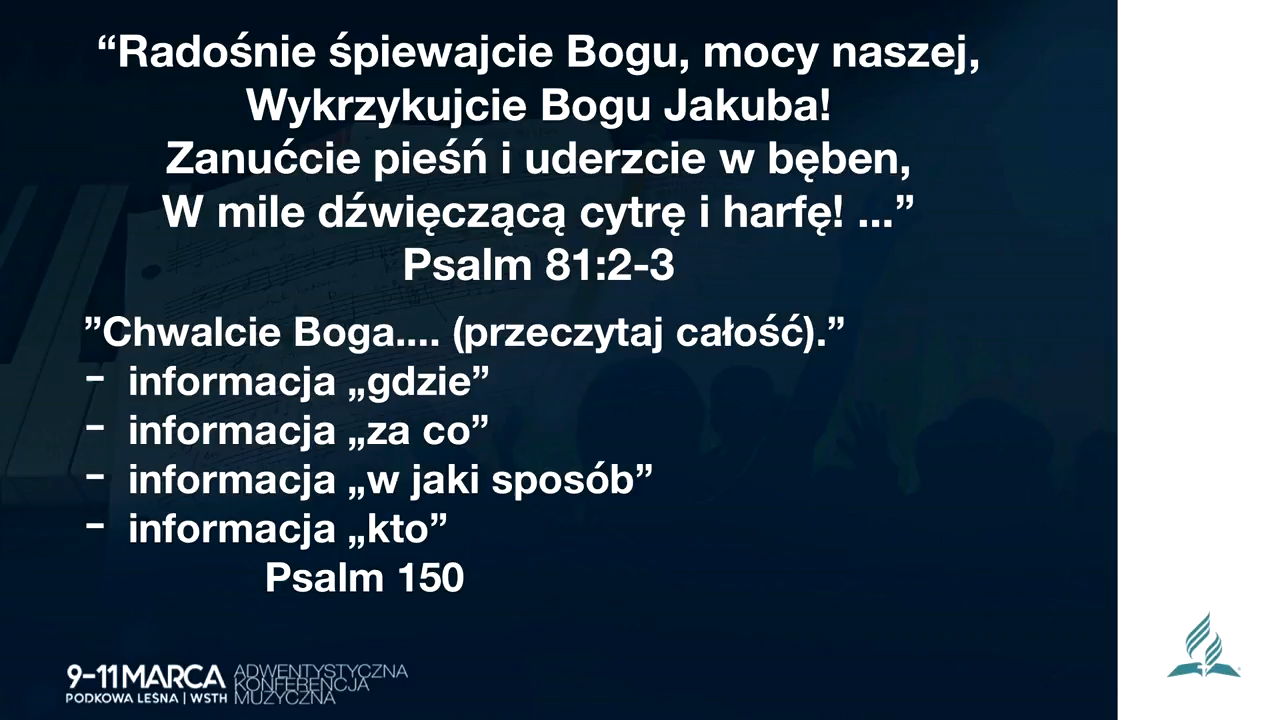 “Radośnie śpiewajcie Bogu, mocy naszej,
Wykrzykujcie Bogu Jakuba!
Zanućcie pieśń i uderzcie w bęben,
W mile dźwięczącą cytrę i harfę! ...”
Psalm 81:2-3
”Chwalcie Boga.... (przeczytaj całość).”
– informacja „gdzie”
– informacja „za co”
– informacja „w jaki sposób”
– informacja „kto”
Psalm 150
9-11 MARCA
PODKOWA LEŚNA | WSTH
ADWENTYSTYCZNA
KONFERENCJA
MUZYCZNA